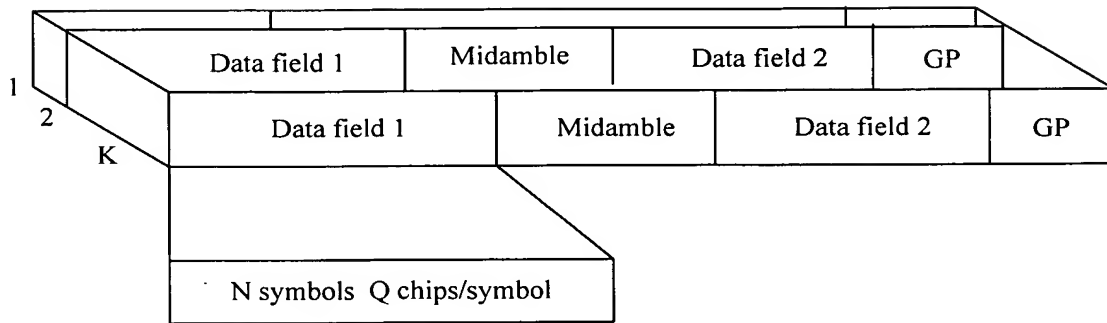 Data field 1 Midamble Data field 2 GP
1
2
K
Data field 1 Midamble Data field 2 GP
N symbols Q chips/symbol